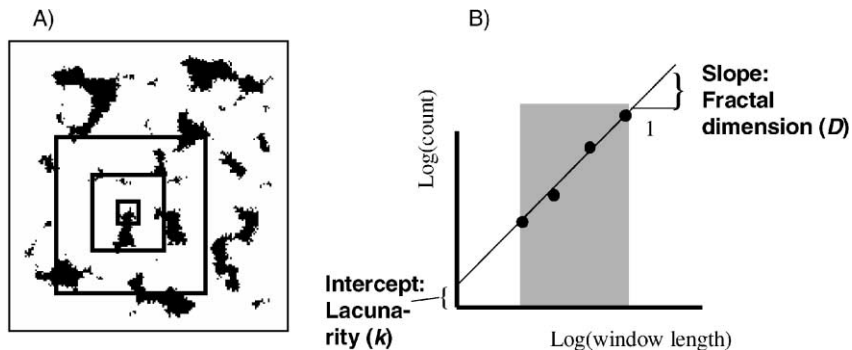 A)
B)
Slope:
Fractal
dimension (D)
}
1
Log(count)
Intercept:
Lacuna-
rity (k)
{
Log(window length)